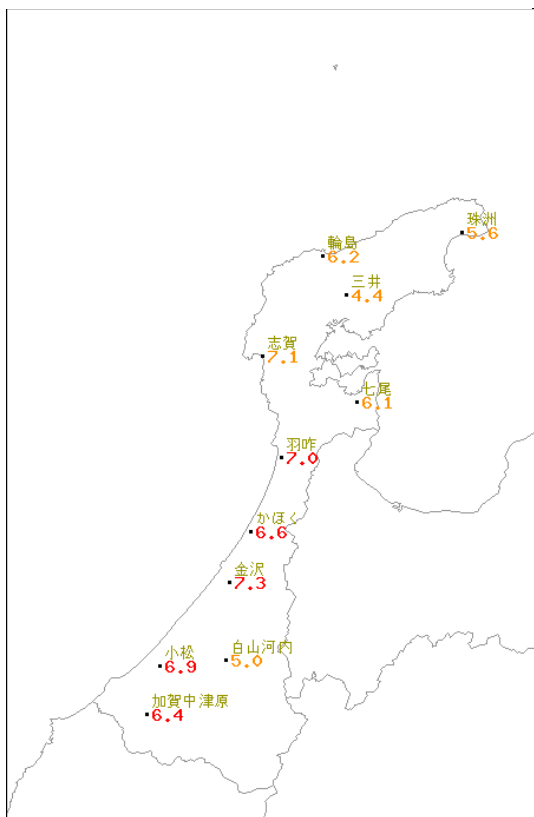 珠洲
5.6
輪島
6.2
三井
4.4
志賀
7.1
七尾
6.1
羽咋
7.0
かほく
6.6
金沢
7.3
白山河内
5.0
小松
6.9
加賀中津原
6.4